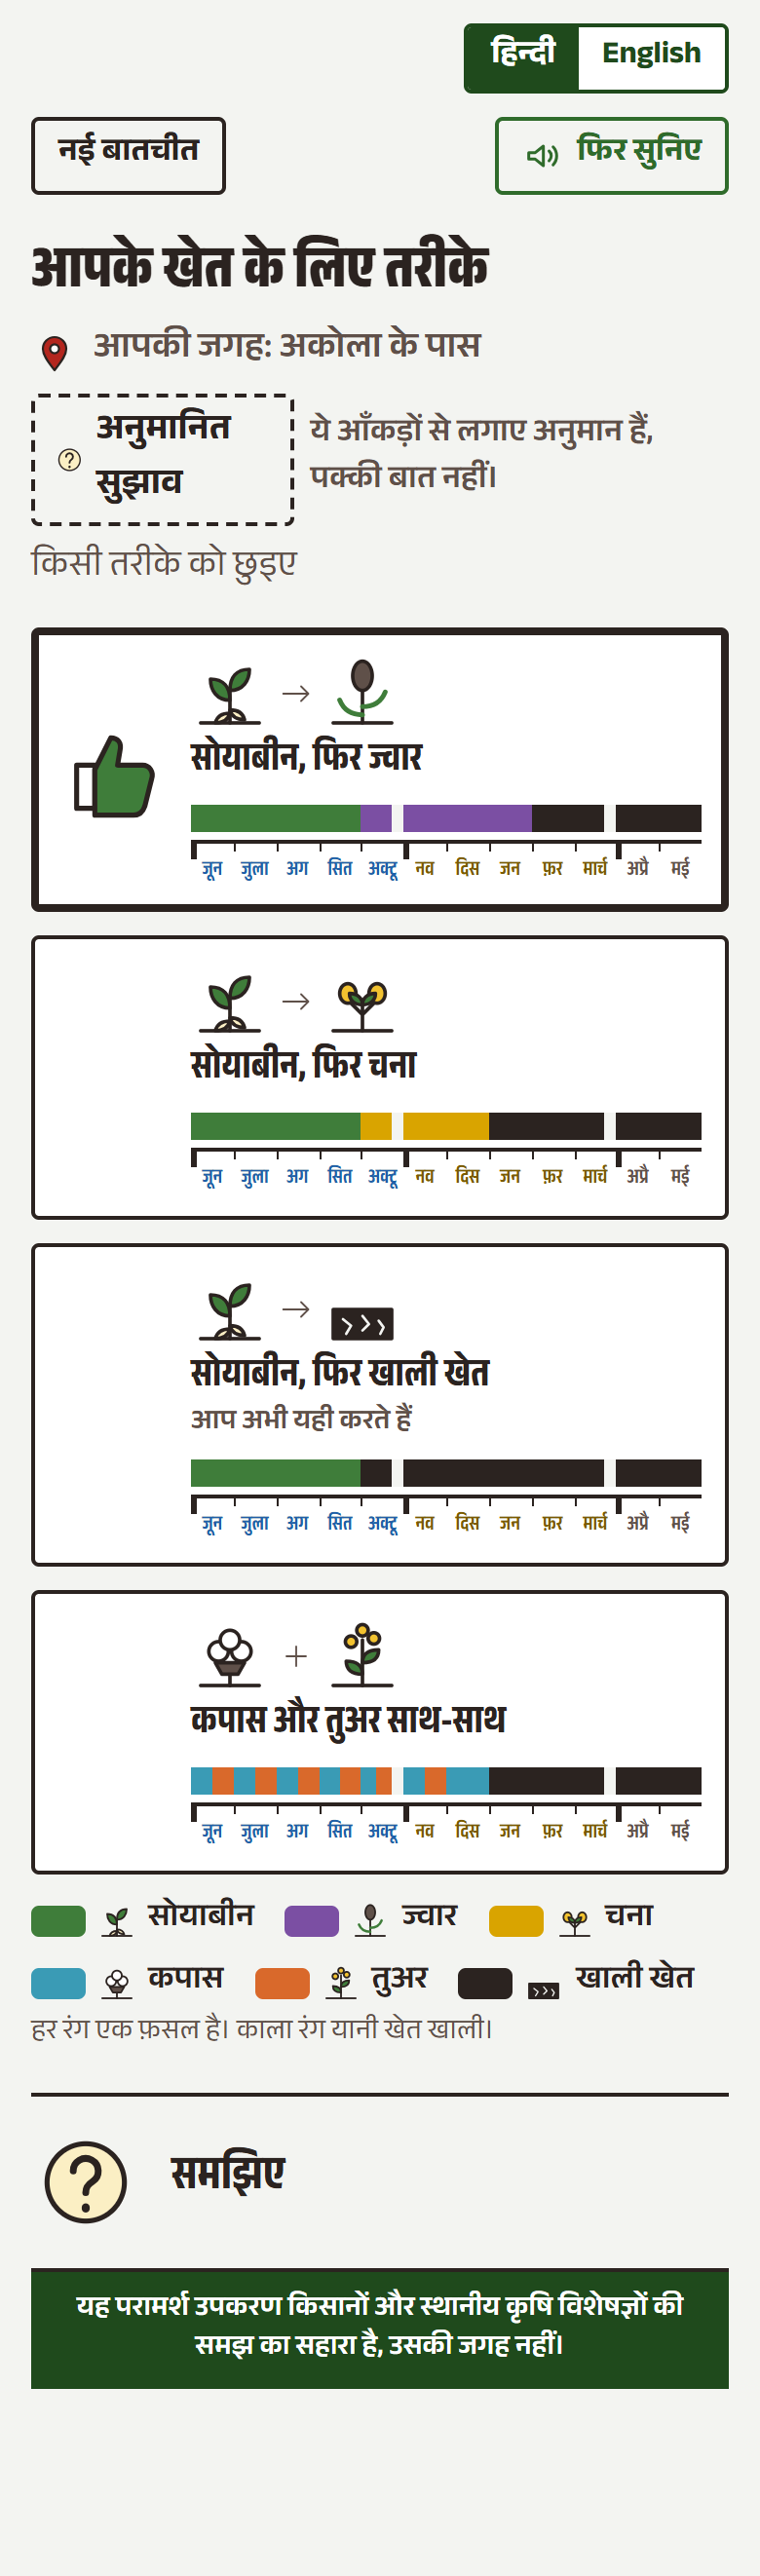 हिन्दी English
नई बातचीत फिर सुनिए
आपके खेत के लिए तरीके
आपकी जगह: अकोला के पास
अनुमानित
सुझाव
ये आँकड़ों से लगाए अनुमान हैं,
पक्की बात नहीं।
किसी तरीके को छुइए
सोयाबीन, फिर ज्वार
जून जुला अग सित अक्टू नव दिस जन फ़र मार्च अप्रै मई
सोयाबीन, फिर चना
जून जुला अग सित अक्टू नव दिस जन फ़र मार्च अप्रै मई
सोयाबीन, फिर खाली खेत
आप अभी यही करते हैं
जून जुला अग सित अक्टू नव दिस जन फ़र मार्च अप्रै मई
कपास और तुअर साथ-साथ
जून जुला अग सित अक्टू नव दिस जन फ़र मार्च अप्रै मई
सोयाबीन ज्वार चना
कपास तुअर खाली खेत
हर रंग एक फ़सल है। काला रंग यानी खेत खाली।
? समझिए
यह परामर्श उपकरण किसानों और स्थानीय कृषि विशेषज्ञों की
समझ का सहारा है, उसकी जगह नहीं।